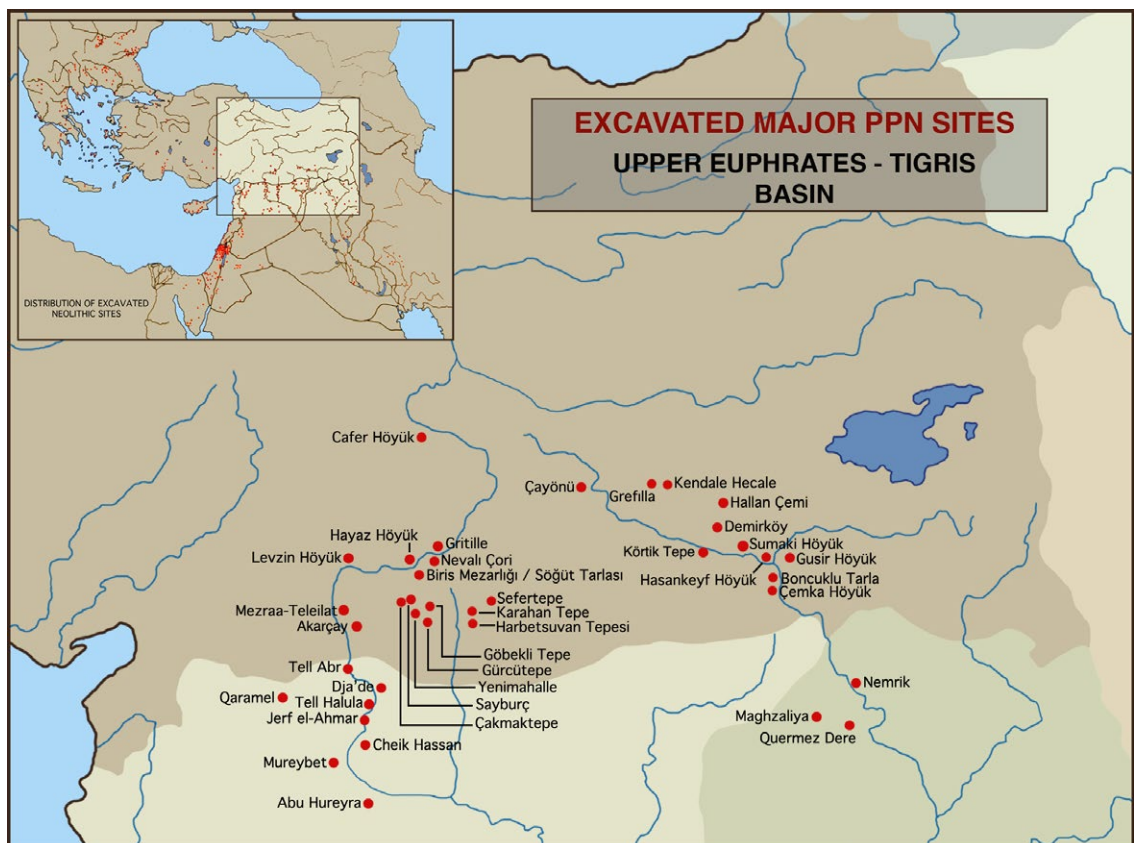 EXCAVATED MAJOR PPN SITES
UPPER EUPHRATES - TIGRIS
BASIN
DISTRIBUTION OF EXCAVATED
NEOLITHIC SITES
Cafer Höyük
Çayönü
Grefılla
Kendale Hecale
Hallan Çemi
Demirköy
Hayaz Höyük
Gritille
Sumaki Höyük
Levzin Höyük
Nevalı Çori
Körtik Tepe
Gusir Höyük
Biris Mezarlığı / Söğüt Tarlası
Hasankeyf Höyük
Boncuklu Tarla
Çemka Höyük
Sefertepe
Mezraa-Teleilat
Karahan Tepe
Akarçay
Harbetsuvan Tepesi
Göbekli Tepe
Tell Abr
Gürcütepe
Dja'de
Yenimahalle
Nemrik
Qaramel
Tell Halula
Sayburç
Jerf el-Ahmar
Çakmaktepe
Maghzaliya
Quermez Dere
Cheik Hassan
Mureybet
Abu Hureyra